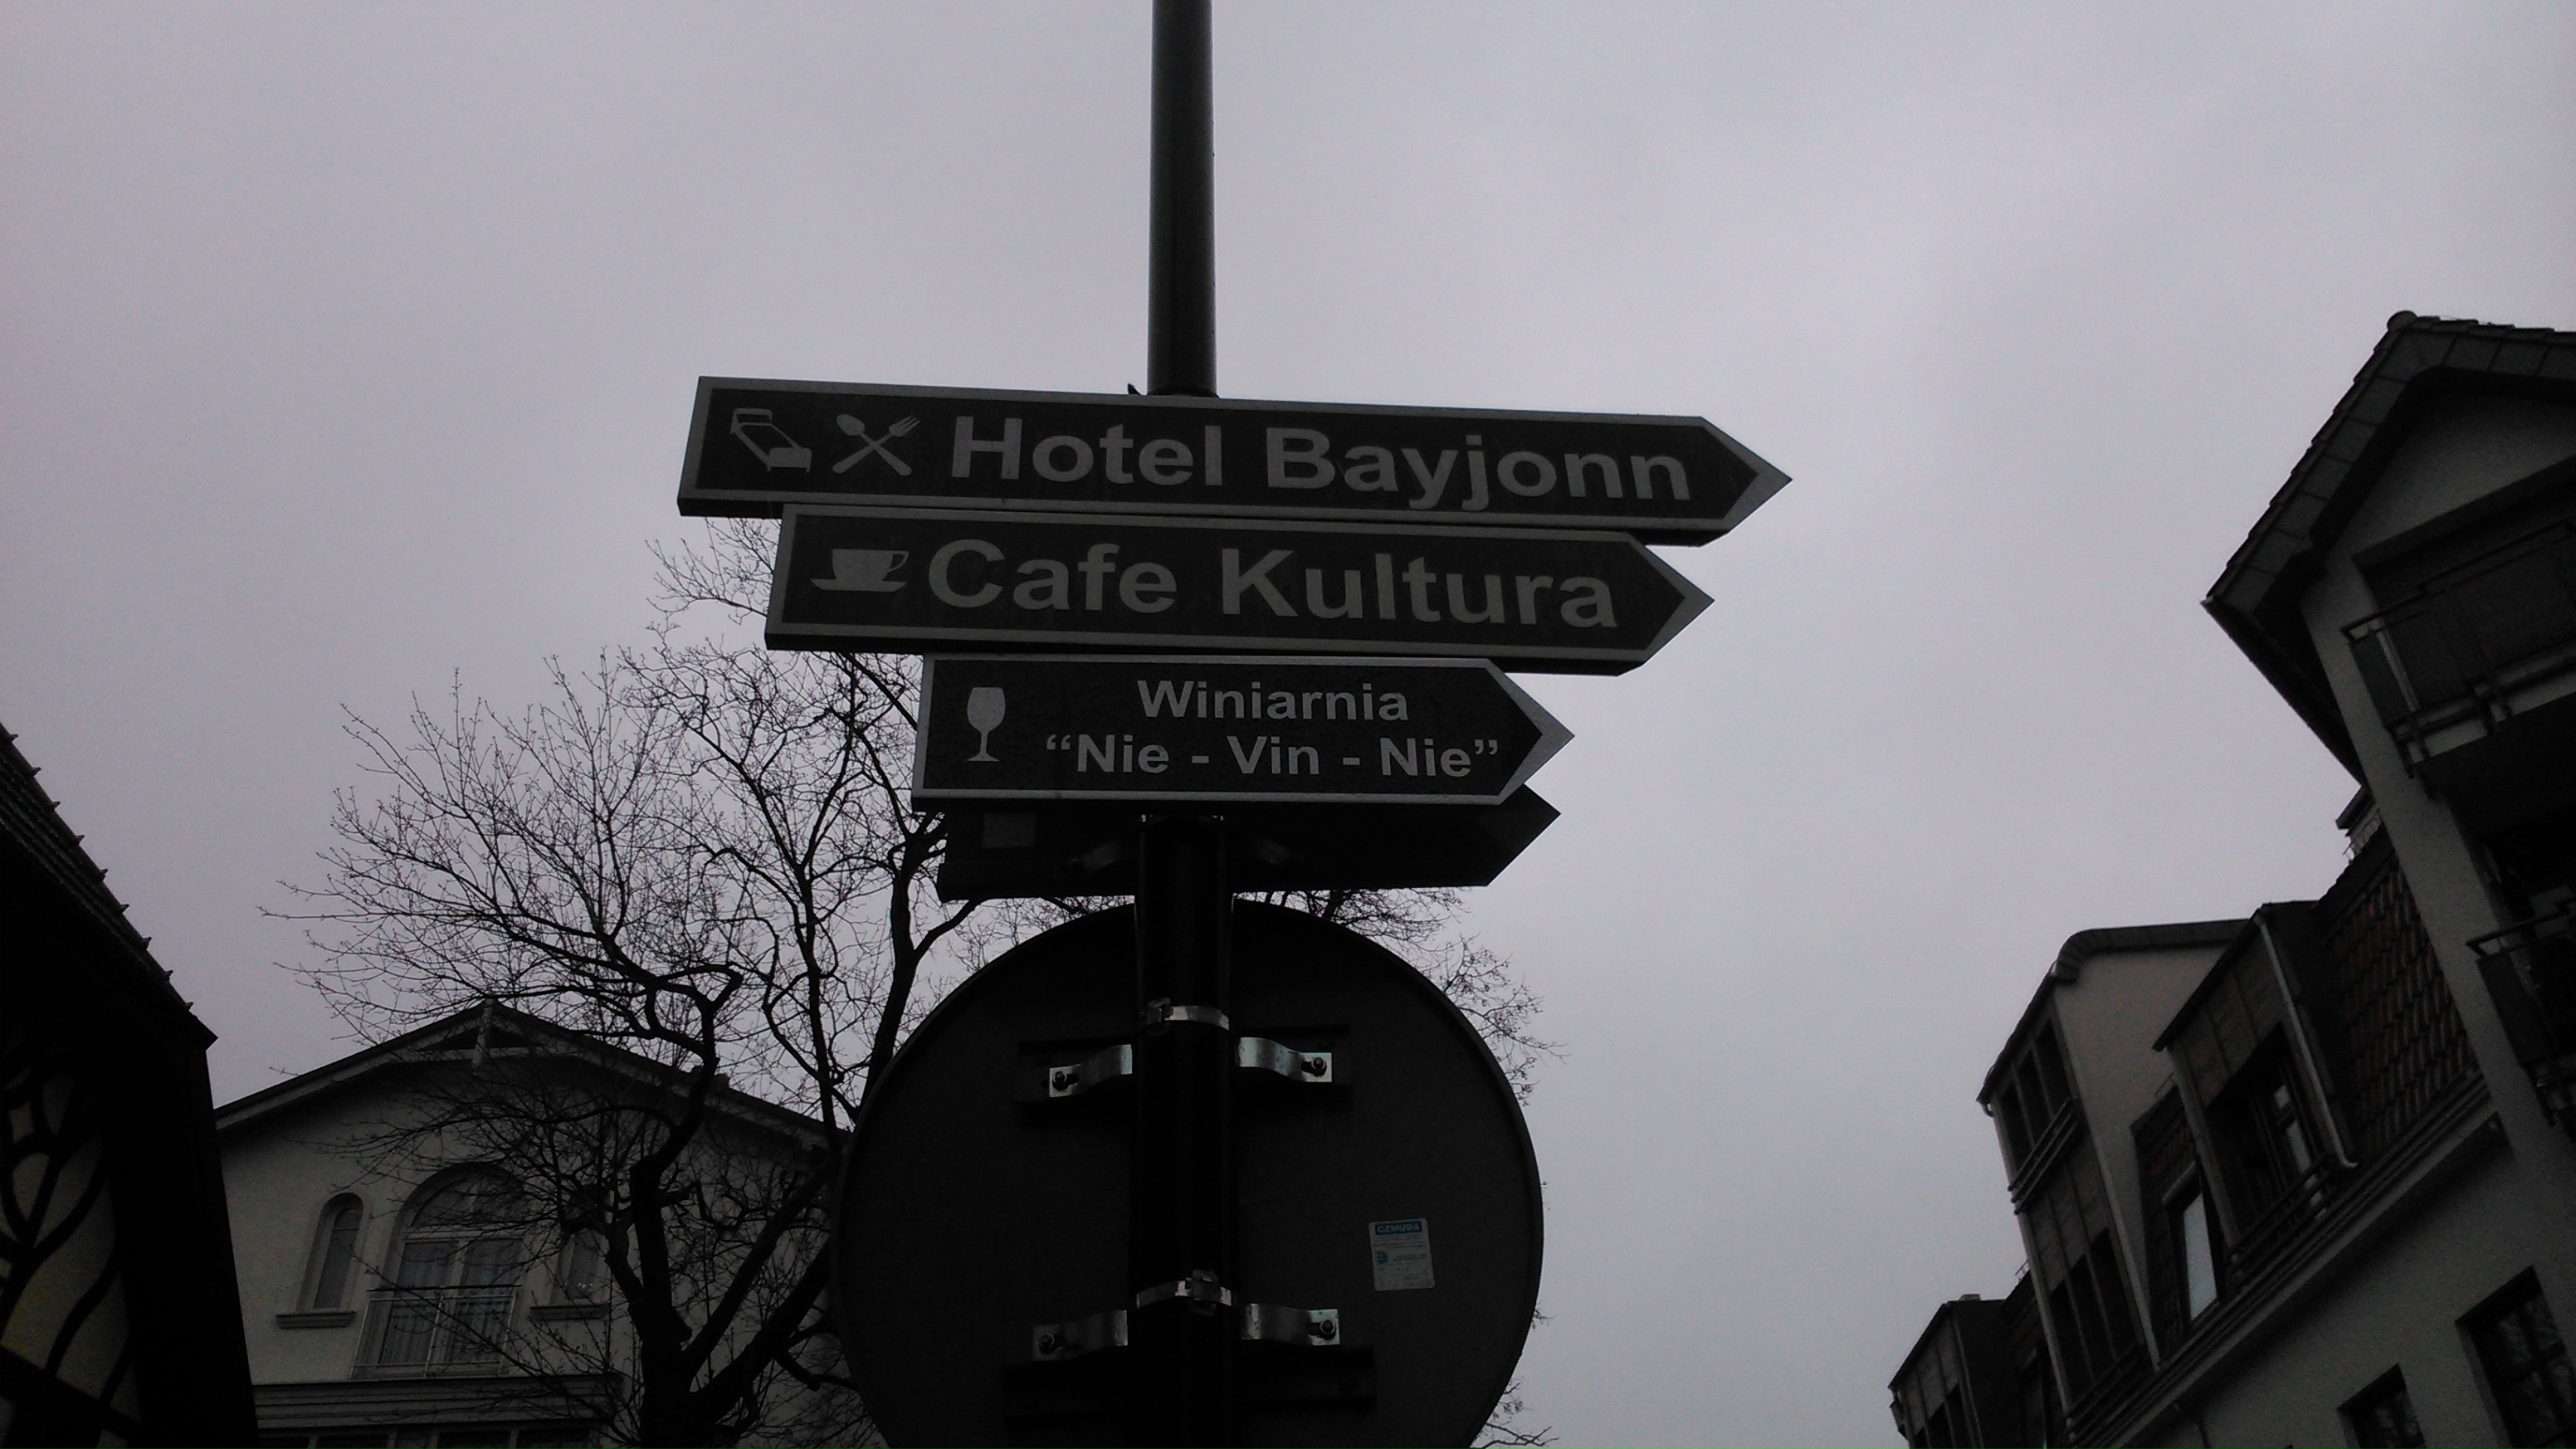 Hotel Bayjonn
Cafe Kultura
Winiarnia
“Nie - Vin - Nie”